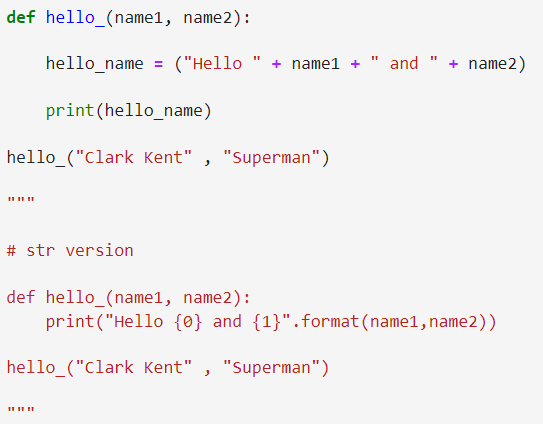 def hello_(name1, name2):
    hello_name = ("Hello " + name1 + " and " + name2)
    print(hello_name)
hello_("Clark Kent" , "Superman")
"""
# str version
def hello_(name1, name2):
    print("Hello {0} and {1}".format(name1,name2))
hello_("Clark Kent" , "Superman")
"""